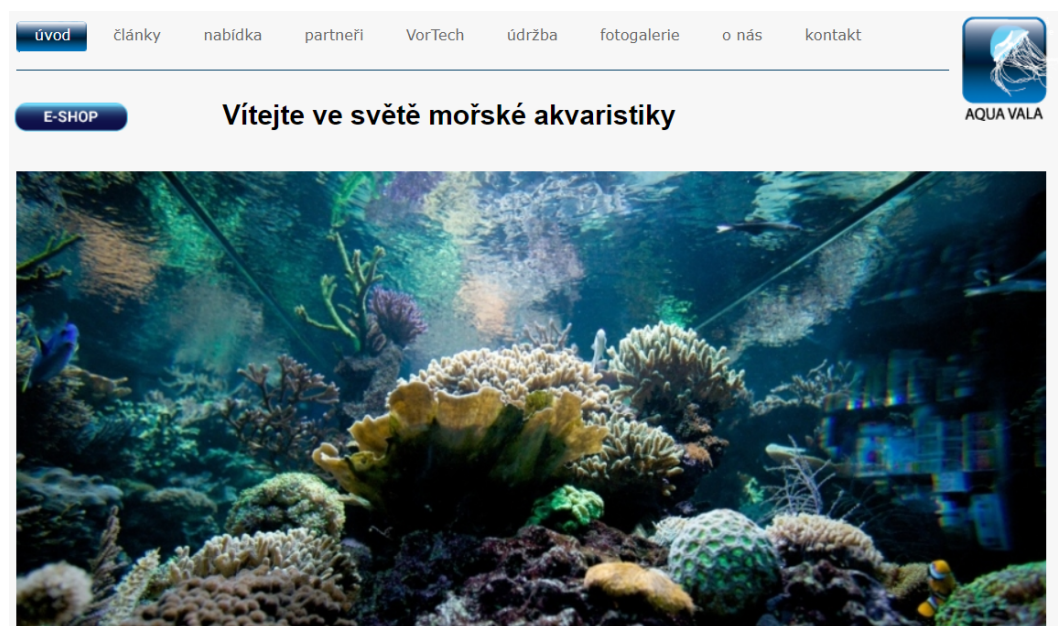 úvod články nabídka partneři VorTech údržba fotogalerie o nás kontakt
AQUA VALA
E-SHOP
Vítejte ve světě mořské akvaristiky